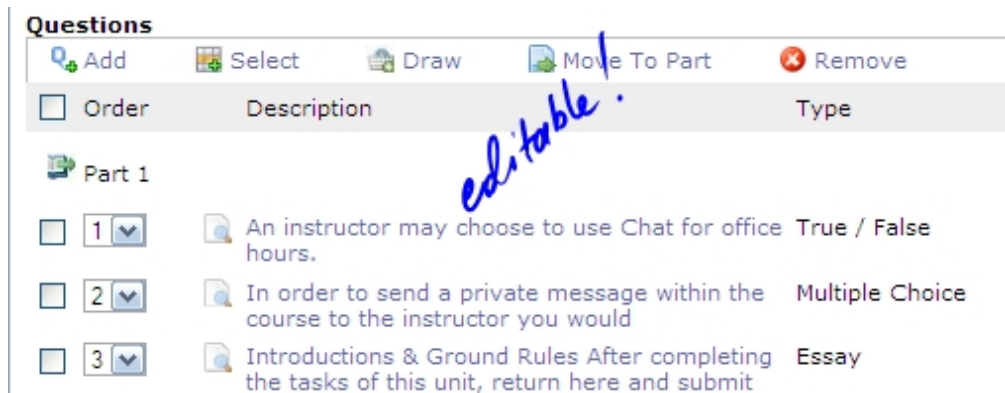 Questions
Add Select Draw Move To Part Remove
Order Description Type
editable!
Part 1
1 An instructor may choose to use Chat for office True / False
hours.
2 In order to send a private message within the Multiple Choice
course to the instructor you would
3 Introductions & Ground Rules After completing Essay
the tasks of this unit, return here and submit